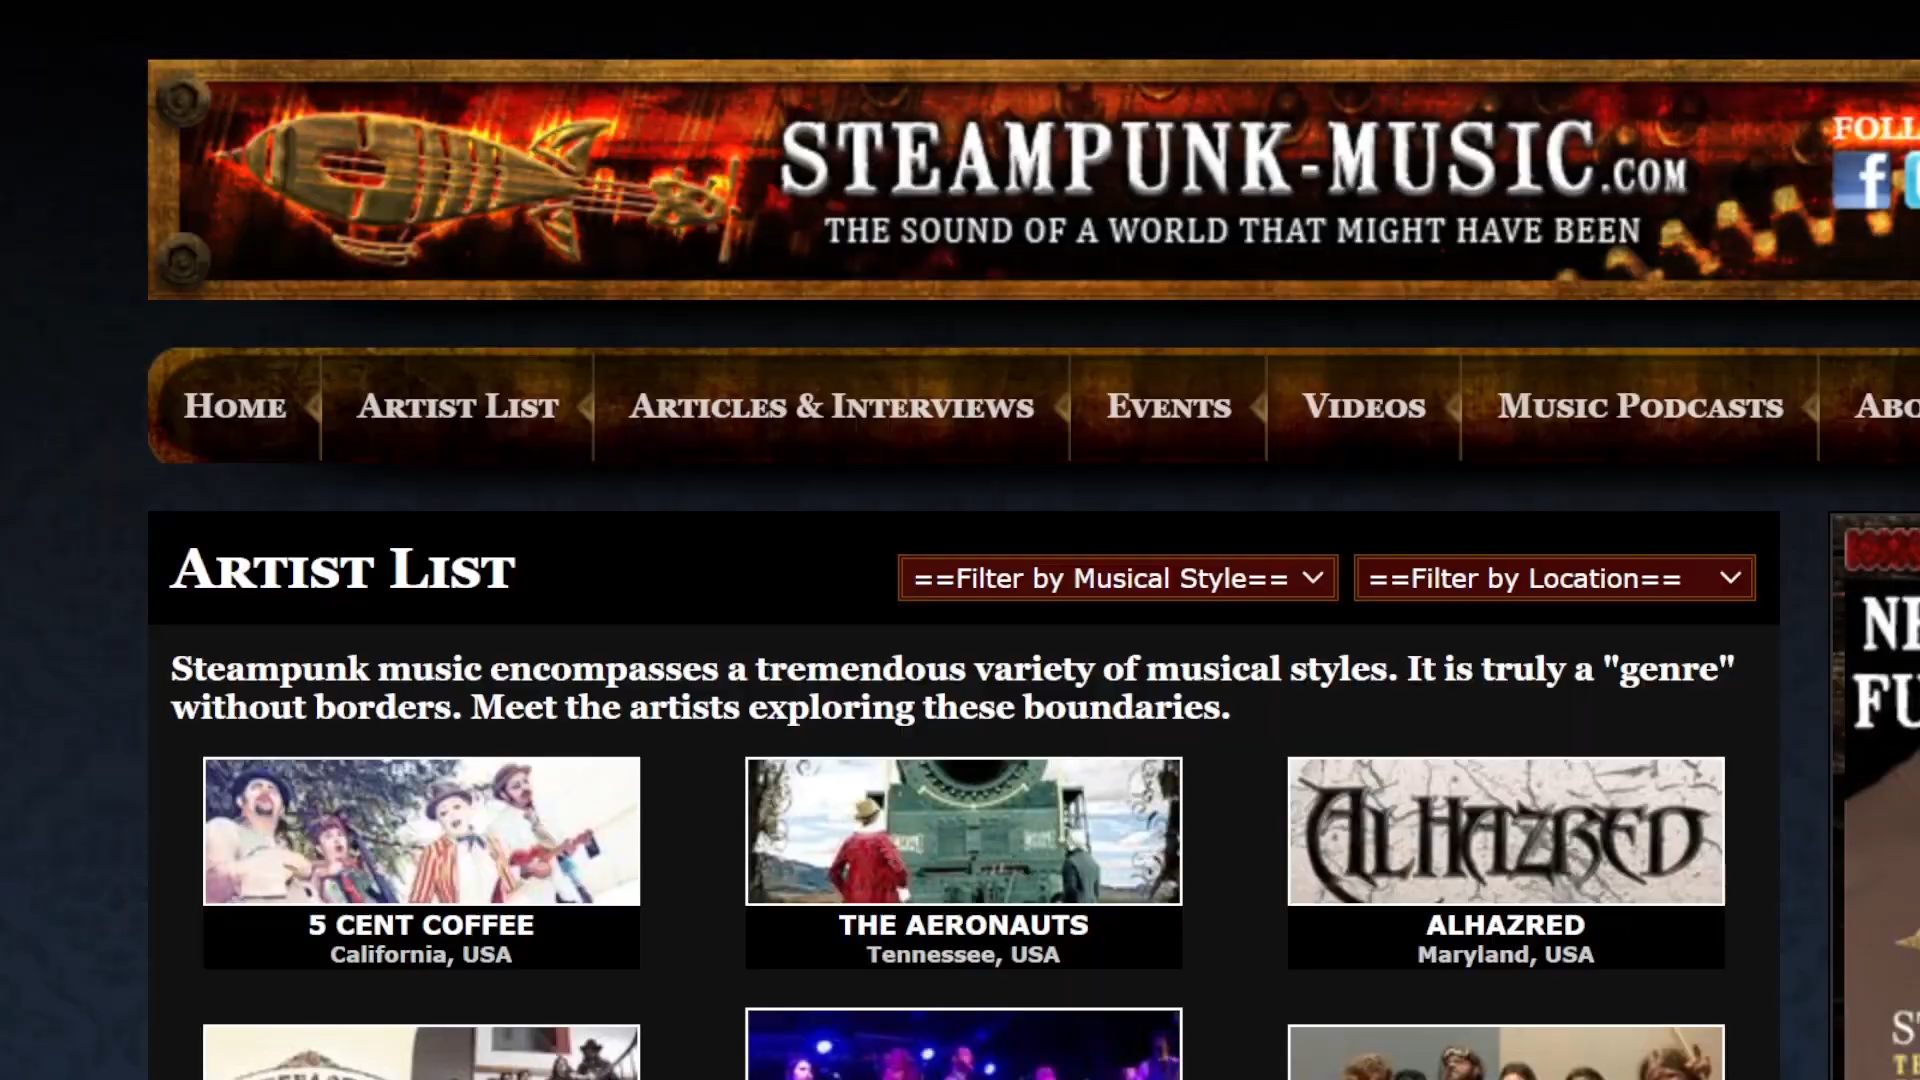 STEAMPUNK-MUSIC.COM
THE SOUND OF A WORLD THAT MIGHT HAVE BEEN
FOLL
f
HOME
ARTIST LIST
ARTICLES & INTERVIEWS
EVENTS
VIDEOS
MUSIC PODCASTS
ABO
ARTIST LIST
==Filter by Musical Style==
==Filter by Location==
Steampunk music encompasses a tremendous variety of musical styles. It is truly a "genre"
without borders. Meet the artists exploring these boundaries.
ALHAZRED
5 CENT COFFEE
California, USA
THE AERONAUTS
Tennessee, USA
ALHAZRED
Maryland, USA
FU